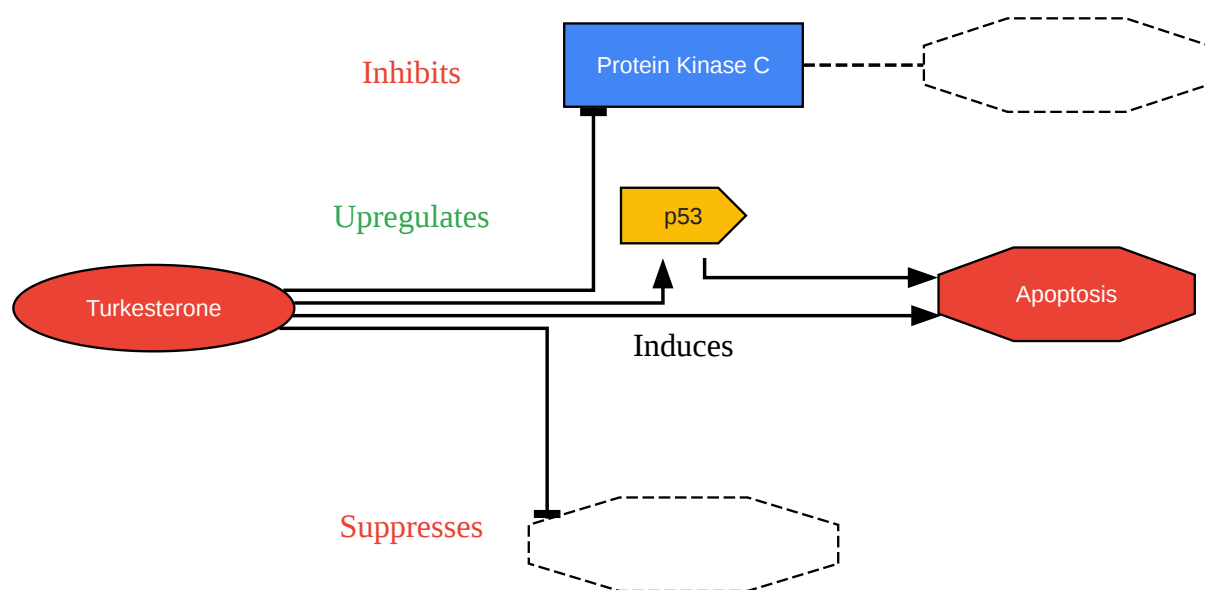 Inhibits
Protein Kinase C
Upregulates
p53
Turkesterone
Apoptosis
Induces
Suppresses